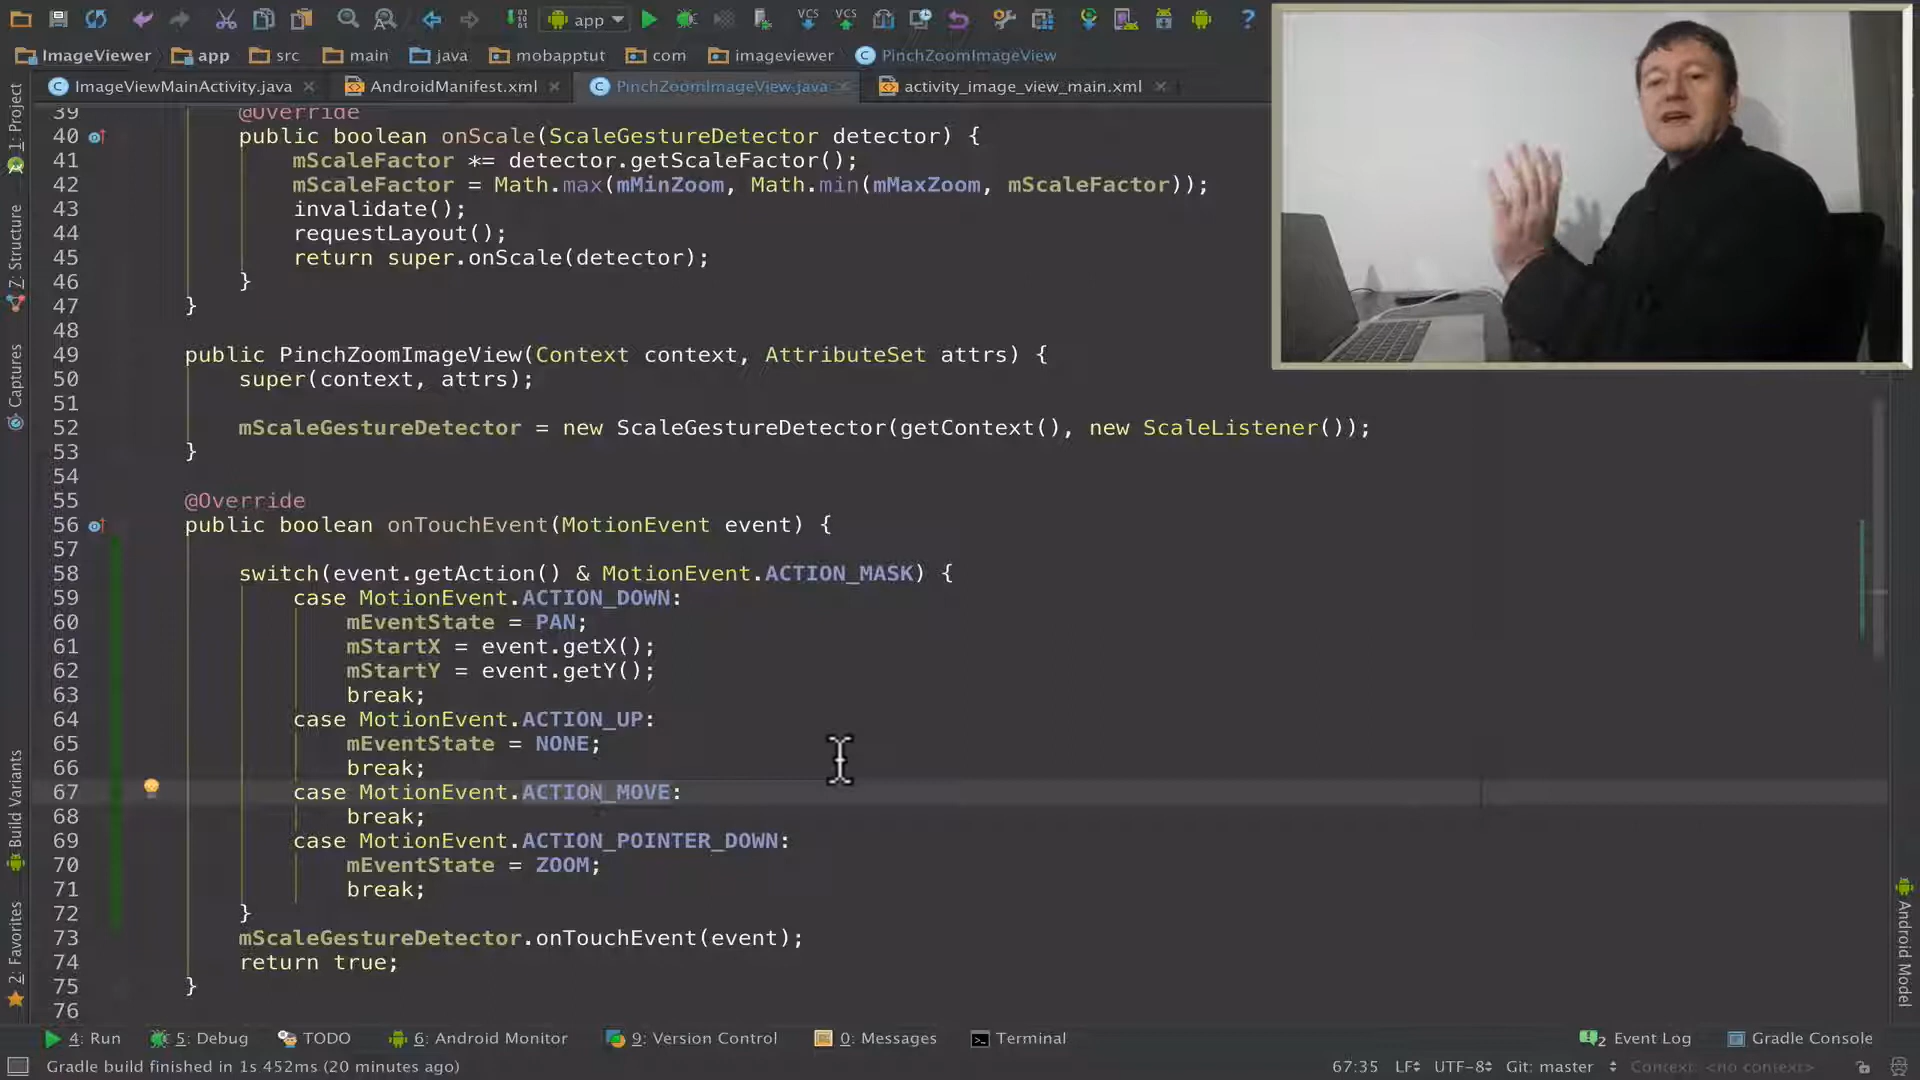 app
VCS
VCS
ImageViewer
app
src
main
java
mobapptut
com
imageviewer
PinchZoomImageView
ImageViewMainActivity.java
AndroidManifest.xml
PinchZoomImageView.java
activity_image_view_main.xml
1: Project
7: Structure
Captures
Build Variants
2: Favorites
39 @Override
40 public boolean onScale(ScaleGestureDetector detector) {
41 mScaleFactor *= detector.getScaleFactor();
42 mScaleFactor = Math.max(mMinZoom, Math.min(mMaxZoom, mScaleFactor));
43 invalidate();
44 requestLayout();
45 return super.onScale(detector);
46 }
47 }
48
49 public PinchZoomImageView(Context context, AttributeSet attrs) {
50 super(context, attrs);
51
52 mScaleGestureDetector = new ScaleGestureDetector(getContext(), new ScaleListener());
53 }
54
55 @Override
56 public boolean onTouchEvent(MotionEvent event) {
57
58 switch(event.getAction() & MotionEvent.ACTION_MASK) {
59 case MotionEvent.ACTION_DOWN:
60 mEventState = PAN;
61 mStartX = event.getX();
62 mStartY = event.getY();
63 break;
64 case MotionEvent.ACTION_UP:
65 mEventState = NONE;
66 break;
67 case MotionEvent.ACTION_MOVE:
68 break;
69 case MotionEvent.ACTION_POINTER_DOWN:
70 mEventState = ZOOM;
71 break;
72 }
73 mScaleGestureDetector.onTouchEvent(event);
74 return true;
75 }
76
Android Model
4: Run
5: Debug
TODO
6: Android Monitor
9: Version Control
0: Messages
Terminal
2 Event Log
Gradle Console
Gradle build finished in 1s 452ms (20 minutes ago)
67:35
LF
UTF-8
Git: master
Context: <no context>